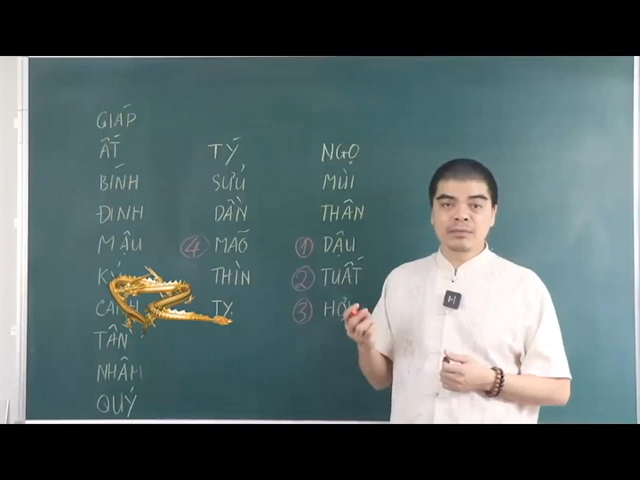 GIÁP
ẤT
BÍNH
ĐINH
MẬU
TÂN
NHÂM
QUÝ
TÝ
SỬU
DẦN
④ MÃO
THÌN
TỴ
NGỌ
MÙI
THÂN
① DẬU
② TUẤT
③